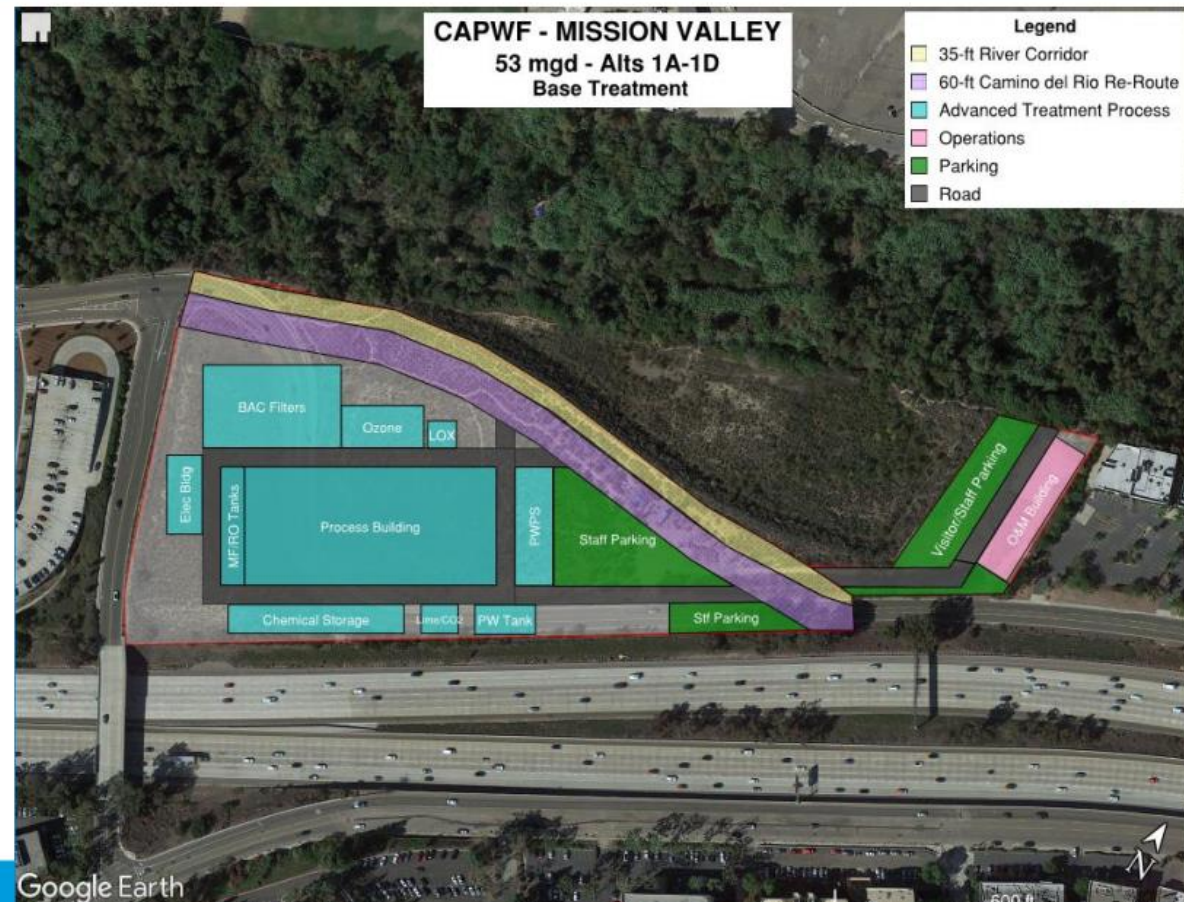 CAPWF - MISSION VALLEY
53 mgd - Alts 1A-1D
Base Treatment
Legend
35-ft River Corridor
60-ft Camino del Rio Re-Route
Advanced Treatment Process
Operations
Parking
Road
BAC Filters
Ozone
LOX
Elec Bldg
MF/RO Tanks
Process Building
PWPS
Staff Parking
Visitor/Staff Parking
O&M Building
Chemical Storage
Lime/CO2
PW Tank
Stf Parking
N
Google Earth
600 ft